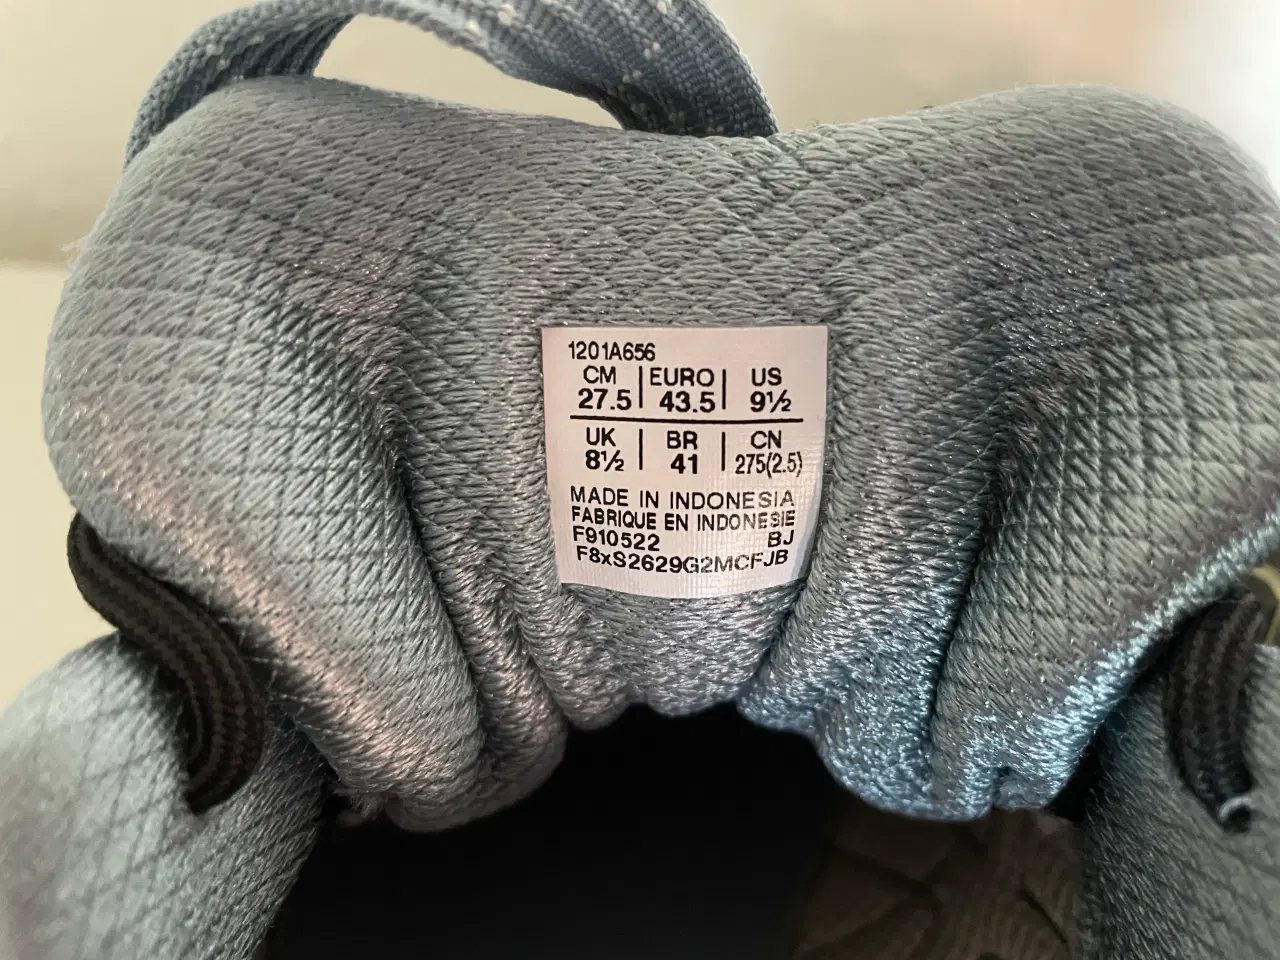 1201A656
CM | EURO | US
27.5 | 43.5 | 9½
UK | BR | CN
8½ | 41 | 275(2.5)
MADE IN INDONESIA
FABRIQUE EN INDONESIE
F910522 BJ
F8xS2629G2MCFJB